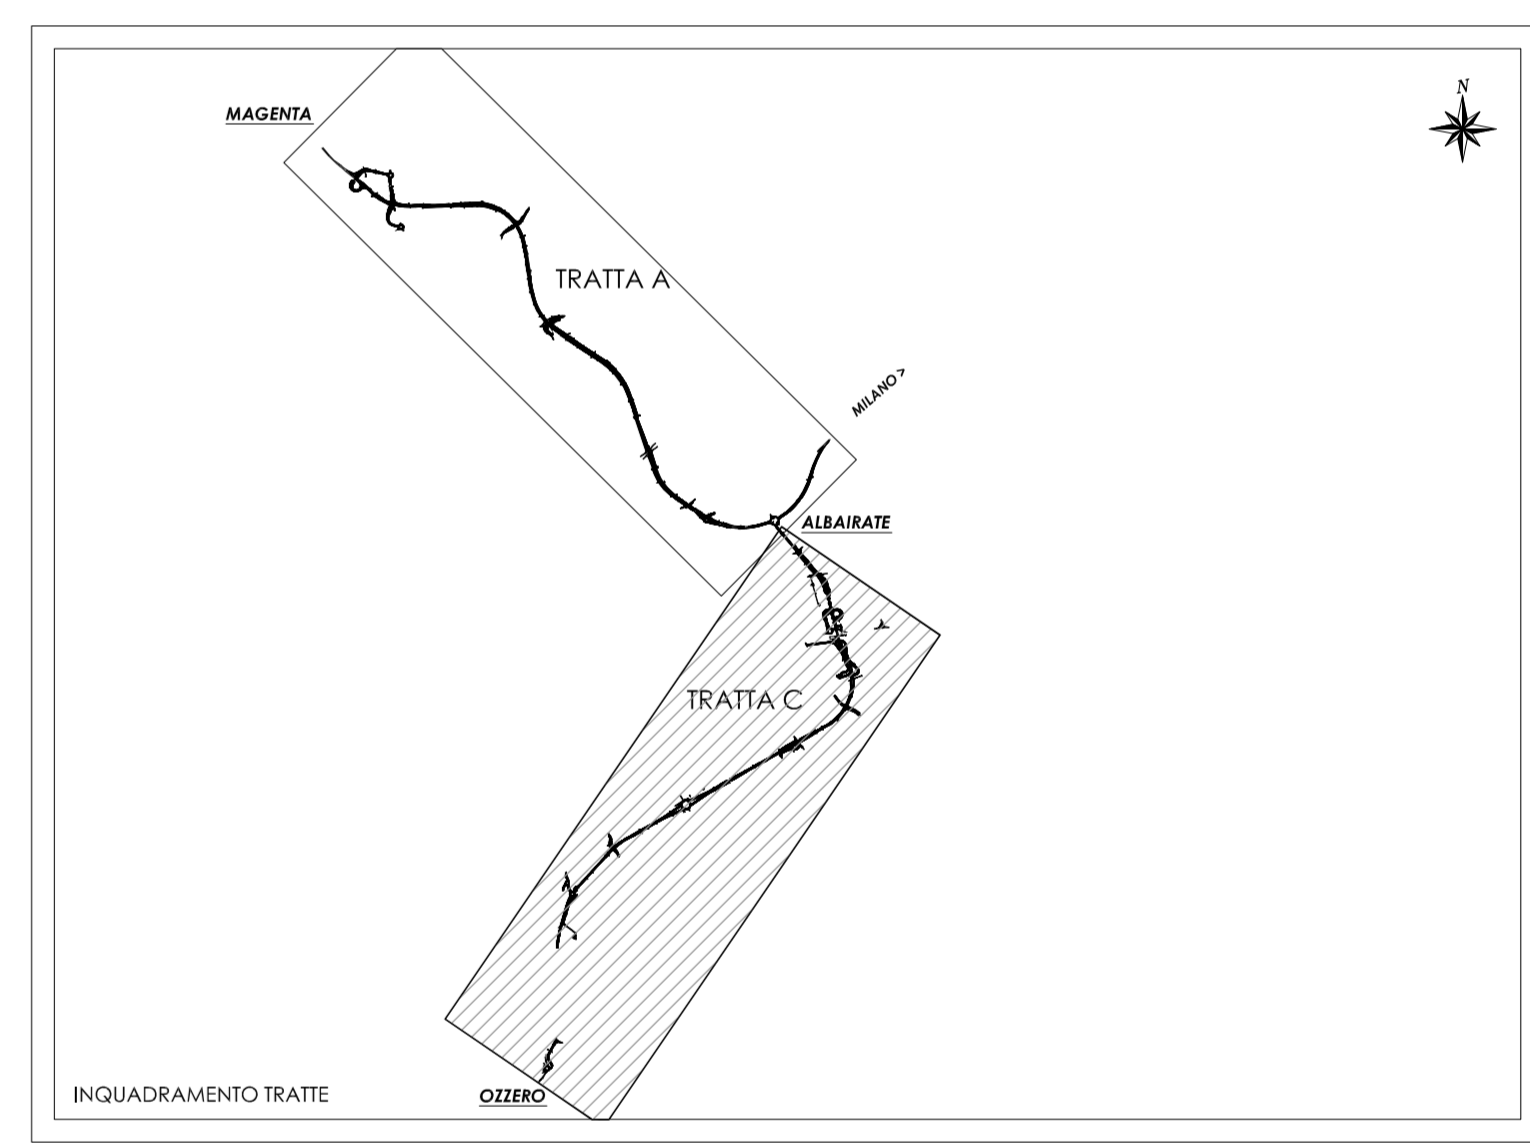 N
MAGENTA
TRATTA A
MILANO >
ALBAIRATE
TRATTA C
INQUADRAMENTO TRATTE
OZZERO